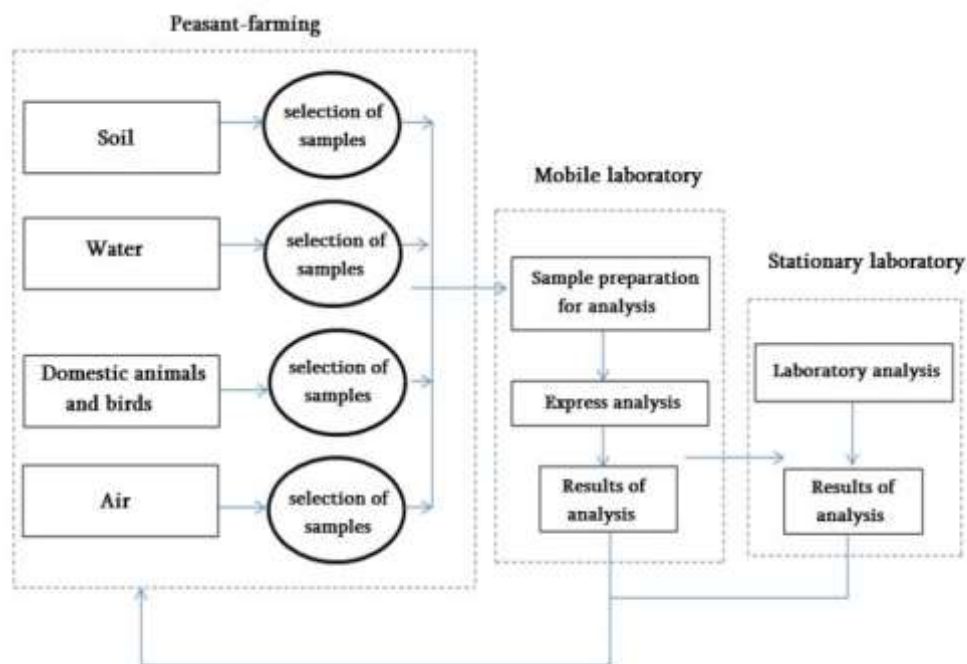 Peasant-farming
Soil
selection of
samples
Water
selection of
samples
Domestic animals
and birds
selection of
samples
Air
selection of
samples
Mobile laboratory
Sample preparation
for analysis
Express analysis
Results of
analysis
Stationary laboratory
Laboratory analysis
Results of
analysis